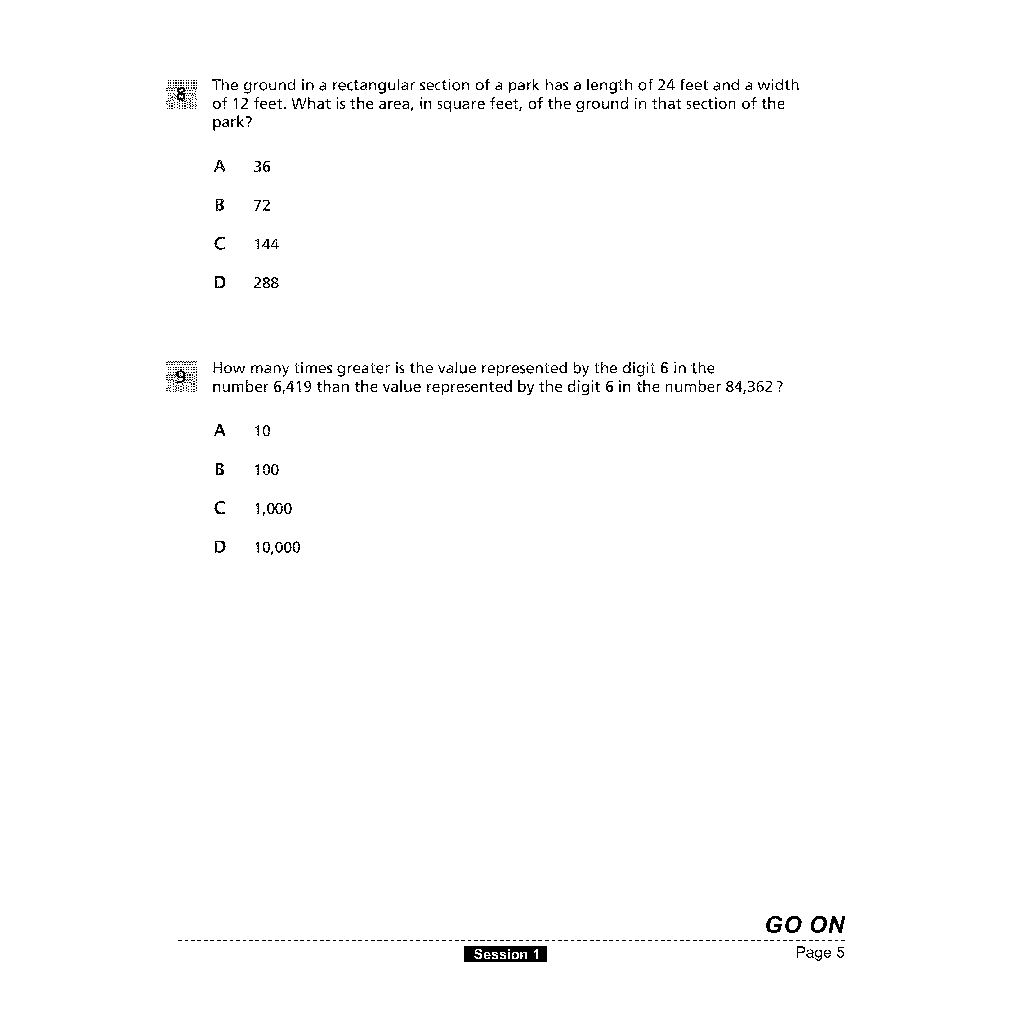 8 The ground in a rectangular section of a park has a length of 24 feet and a width
of 12 feet. What is the area, in square feet, of the ground in that section of the
park?
A 36
B 72
C 144
D 288
9 How many times greater is the value represented by the digit 6 in the
number 6,419 than the value represented by the digit 6 in the number 84,362 ?
A 10
B 100
C 1,000
D 10,000
GO ON
Session 1
Page 5